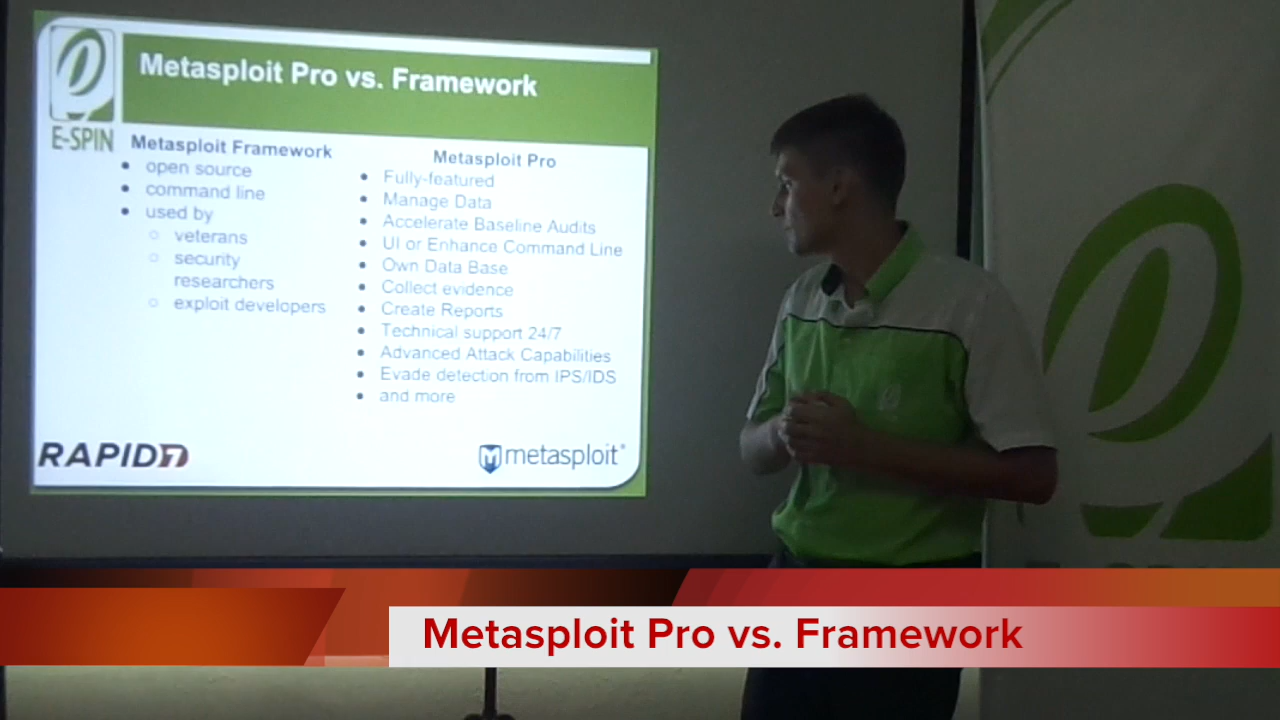 Metasploit Pro vs. Framework
E-SPIN
Metasploit Framework
open source
command line
used by
veterans
security
researchers
exploit developers
Metasploit Pro
Fully-featured
Manage Data
Accelerate Baseline Audits
UI or Enhance Command Line
Own Data Base
Collect evidence
Create Reports
Technical support 24/7
Advanced Attack Capabilities
Evade detection from IPS/IDS
and more
RAPID7
metasploit®
Metasploit Pro vs. Framework